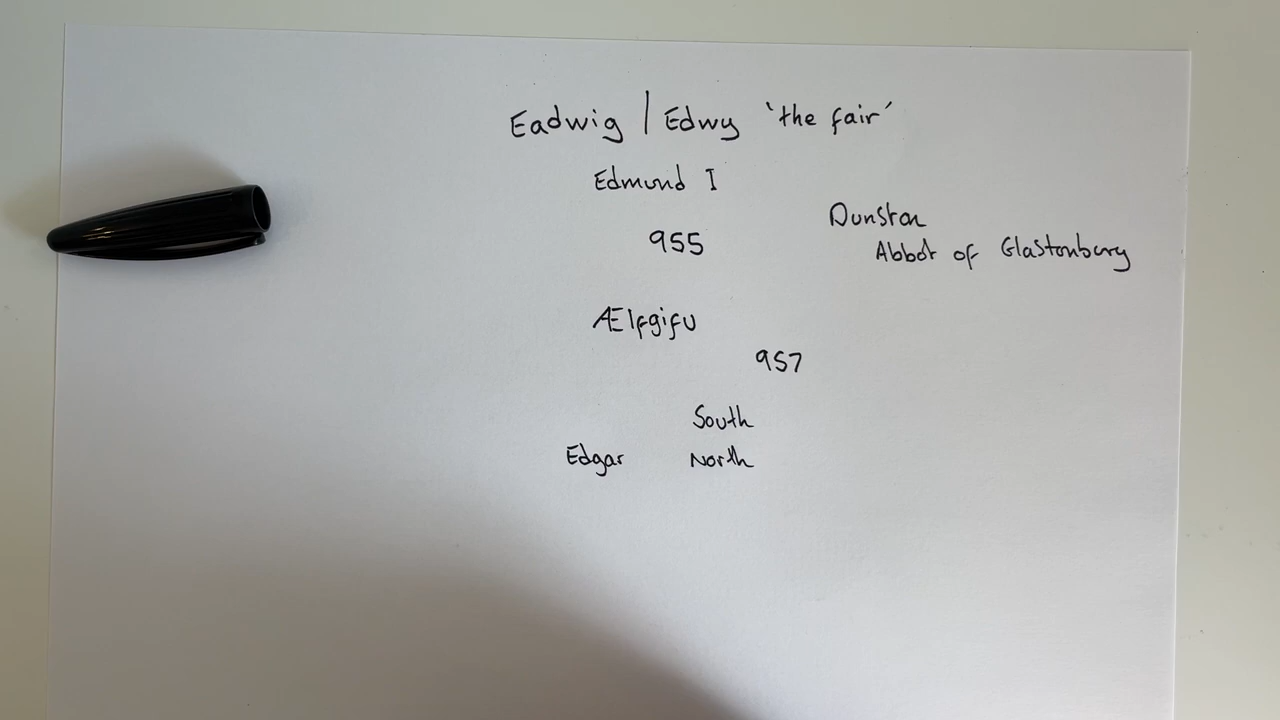 Eadwig | Edwy 'the fair'
Edmund I
Dunstan
955
Abbot of Glastonbury
Ælfgifu
957
South
Edgar North